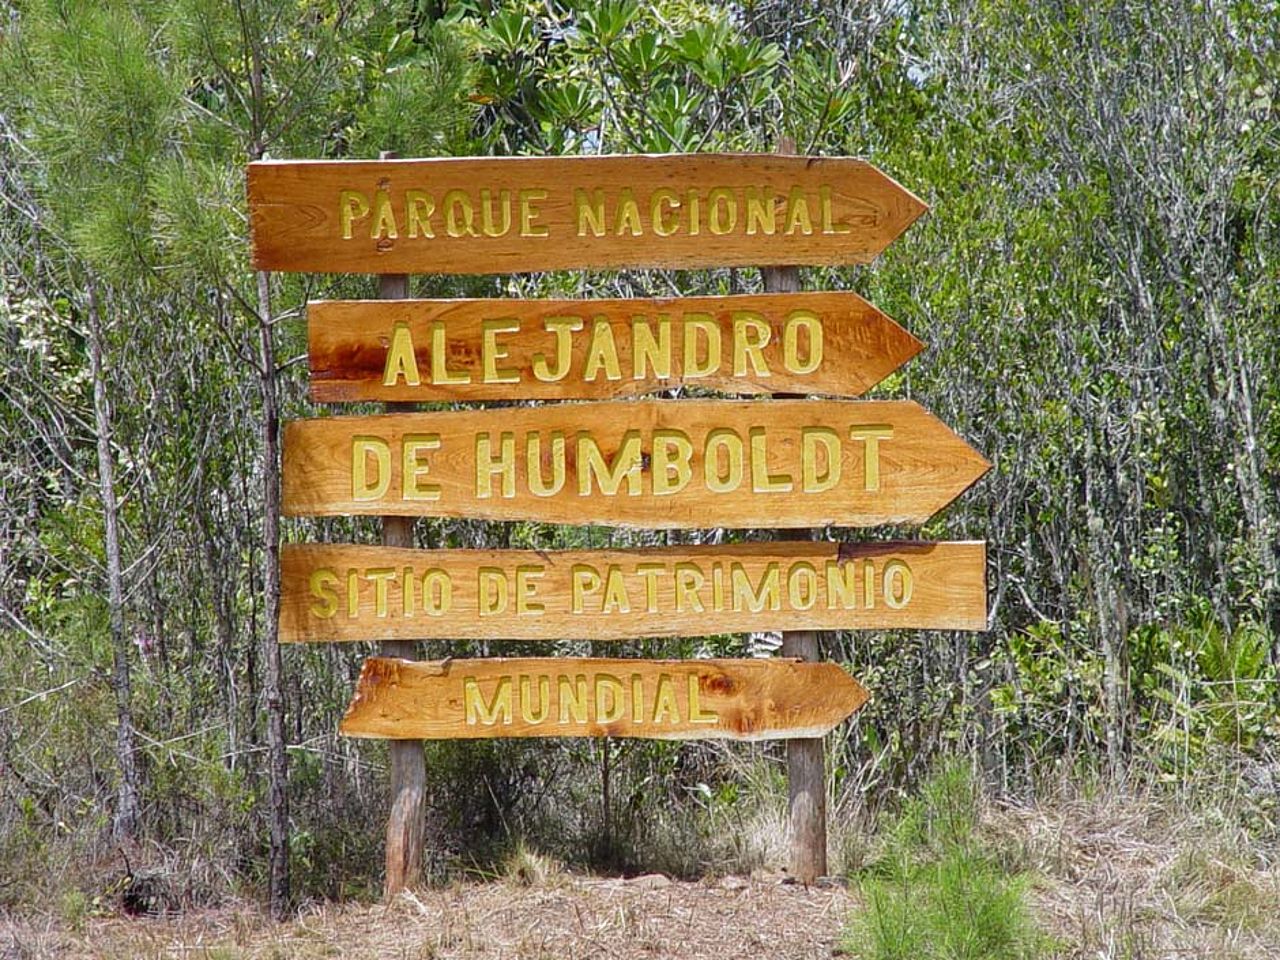 PARQUE NACIONAL
ALEJANDRO
DE HUMBOLDT
SITIO DE PATRIMONIO
MUNDIAL